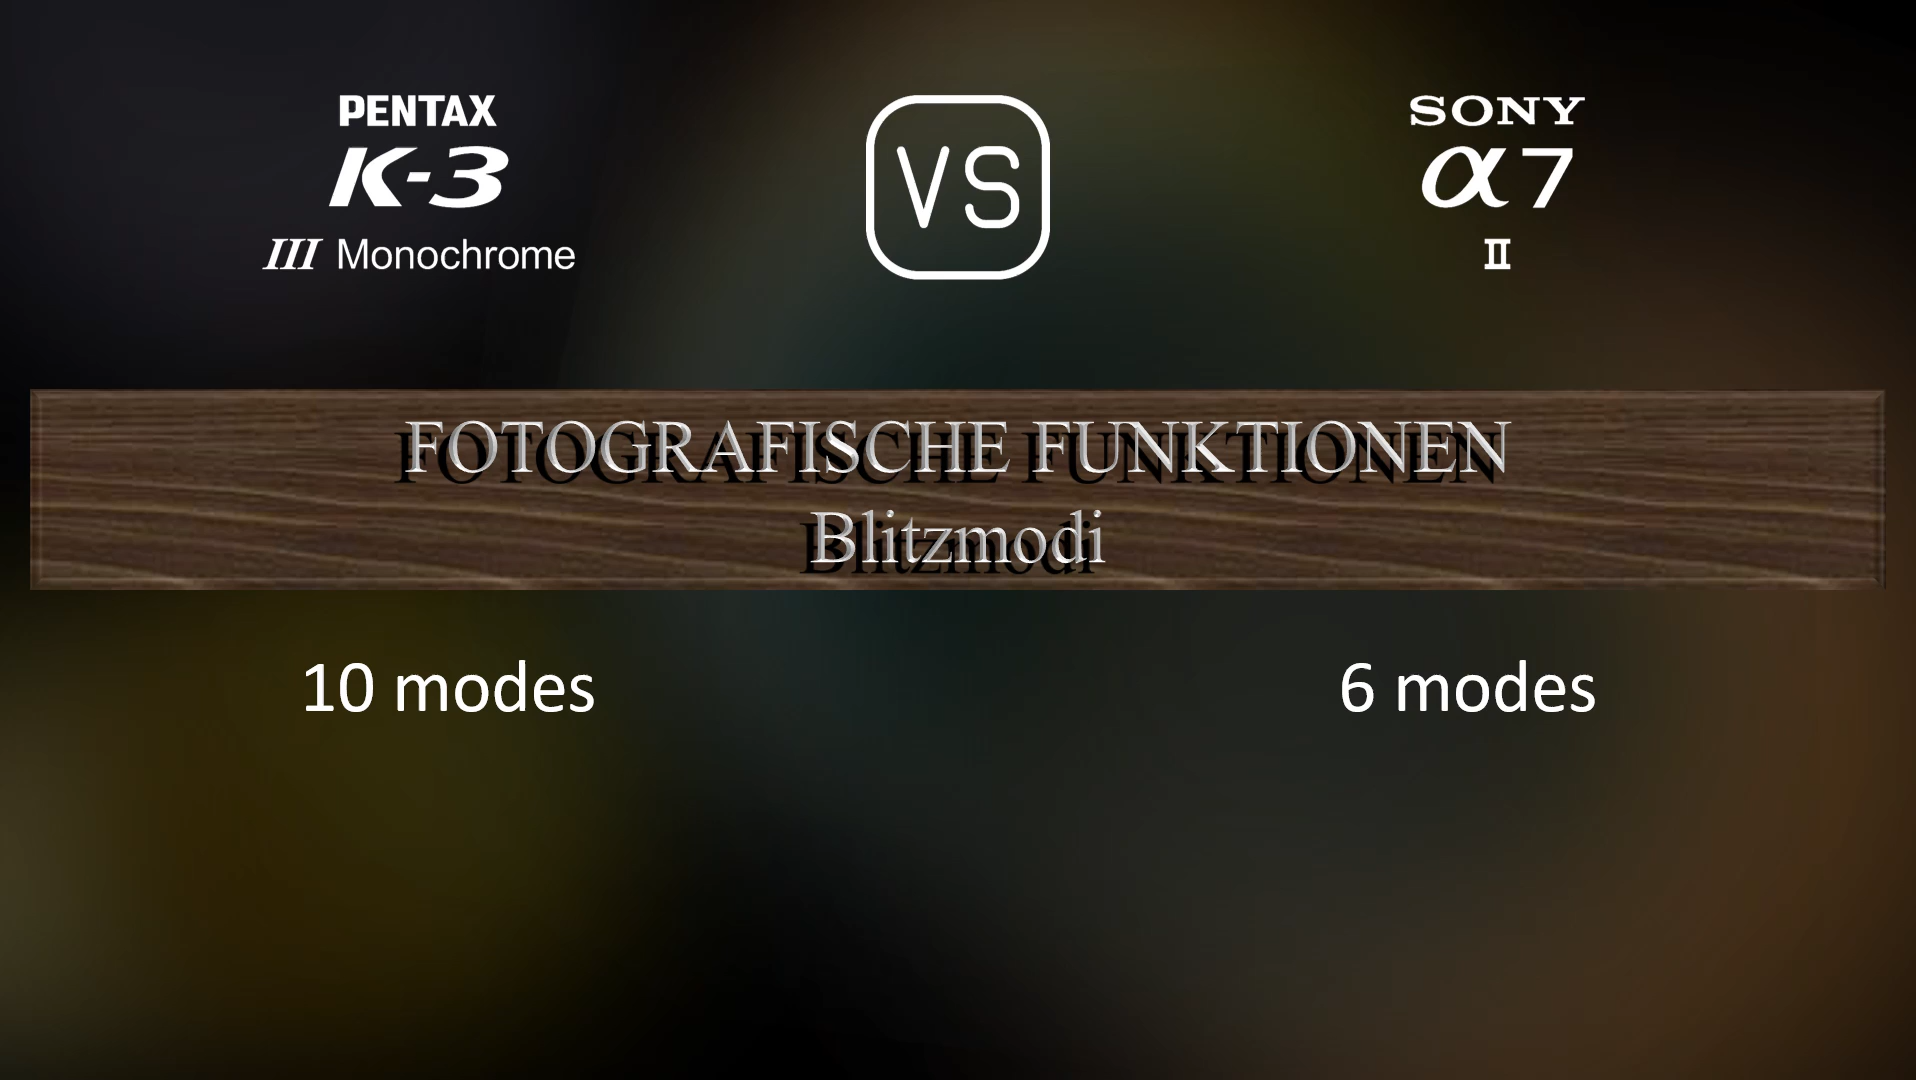 PENTAX
K-3
III Monochrome
VS
SONY
α7
II
FOTOGRAFISCHE FUNKTIONEN
Blitzmodi
10 modes
6 modes